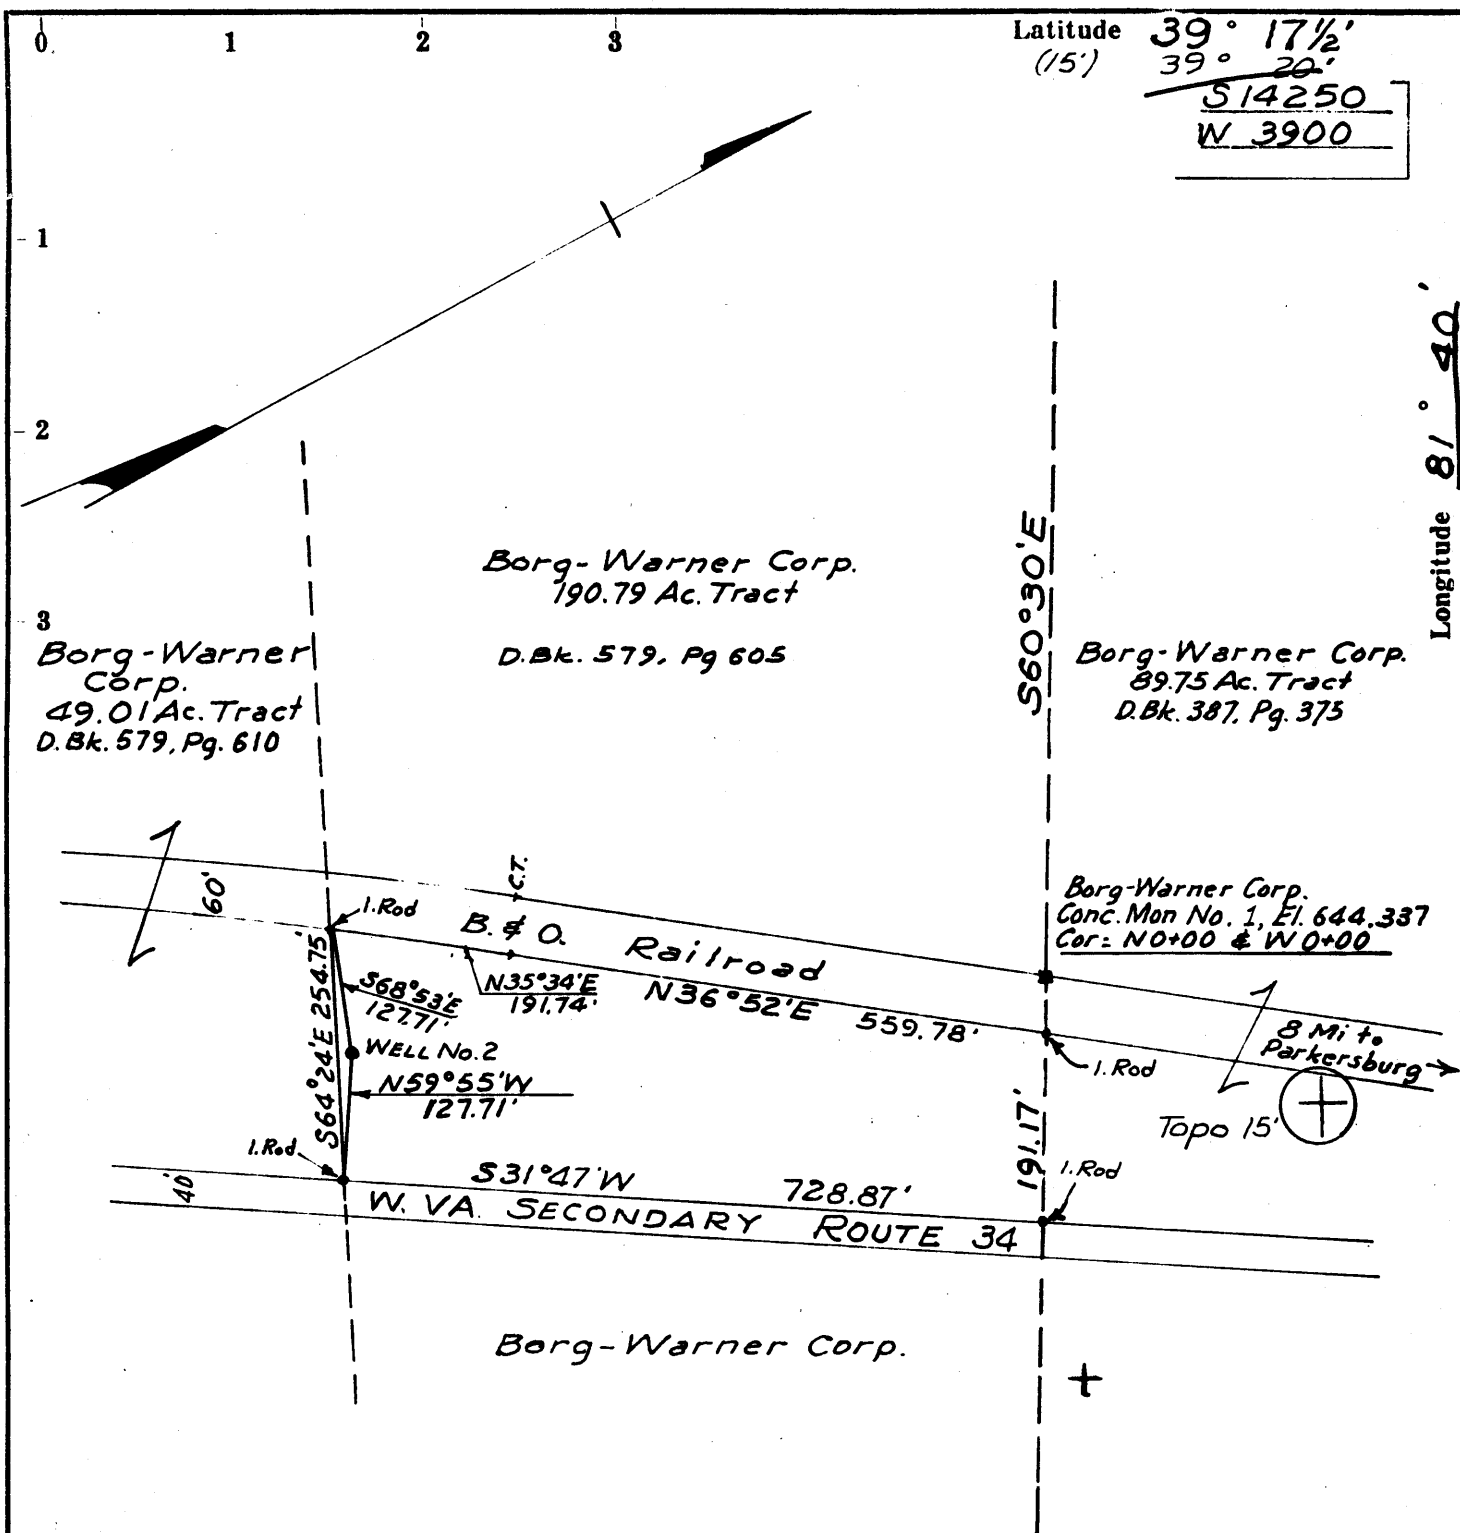 0 1 2 3
Latitude 39° 17½'
(15') 39° 20'
S 14250
W 3900
1
2
3
Longitude 81° 40'
Borg-Warner Corp.
190.79 Ac. Tract
D.Bk. 579, Pg 605
S60°30'E
Borg-Warner
Corp.
49.01 Ac. Tract
D.Bk. 579, Pg. 610
Borg-Warner Corp.
89.75 Ac. Tract
D.Bk. 387, Pg. 375
60'
C.T.
I.Rod
B. & O. Railroad
Borg-Warner Corp.
Conc. Mon No. 1, El. 644.337
Cor: N 0+00 & W 0+00
S64°24'E 254.75'
S68°53'E
127.71'
N35°34'E
191.74'
N36°52'E 559.78'
WELL No. 2
N59°55'W
127.71'
I.Rod
8 Mi to
Parkersburg
Topo 15'
191.17'
I.Rod
40'
S31°47'W 728.87'
I.Rod
W. VA. SECONDARY ROUTE 34
Borg-Warner Corp.